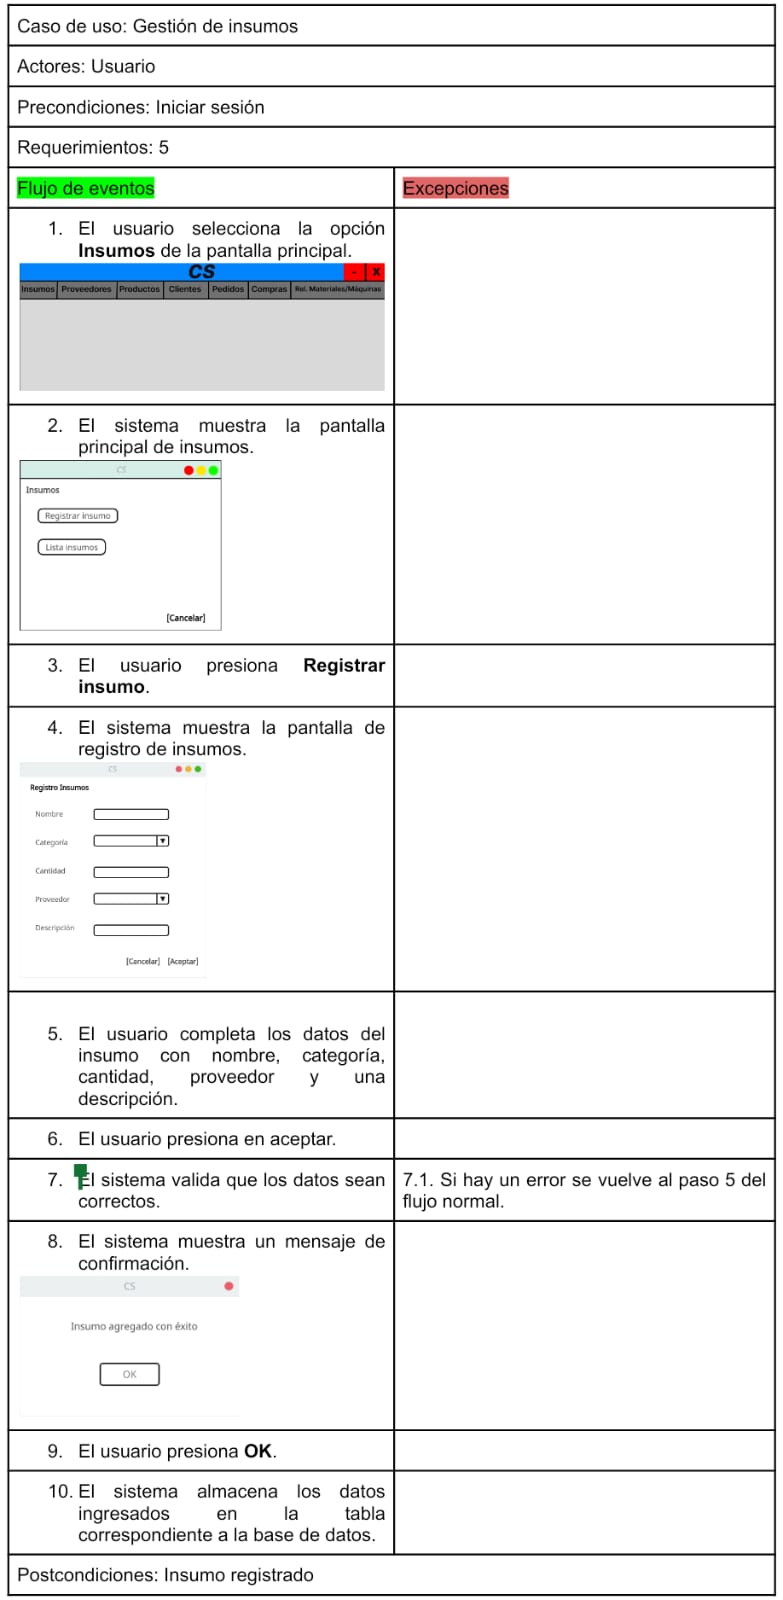 Caso de uso: Gestión de insumos
Actores: Usuario
Precondiciones: Iniciar sesión
Requerimientos: 5
Flujo de eventos
Excepciones
1. El usuario selecciona la opción
Insumos de la pantalla principal.
CS
- X
Insumos Proveedores Productos Clientes Pedidos Compras Rel. Materiales/Máquinas
2. El sistema muestra la pantalla
principal de insumos.
CS
Insumos
Registrar insumo
Lista insumos
[Cancelar]
3. El usuario presiona Registrar
insumo.
4. El sistema muestra la pantalla de
registro de insumos.
CS
Registro Insumos
Nombre
Categoría
Cantidad
Proveedor
Descripción
[Cancelar] [Aceptar]
5. El usuario completa los datos del
insumo con nombre, categoría,
cantidad, proveedor y una
descripción.
6. El usuario presiona en aceptar.
7. El sistema valida que los datos sean
correctos.
7.1. Si hay un error se vuelve al paso 5 del
flujo normal.
8. El sistema muestra un mensaje de
confirmación.
CS
Insumo agregado con éxito
OK
9. El usuario presiona OK.
10. El sistema almacena los datos
ingresados en la tabla
correspondiente a la base de datos.
Postcondiciones: Insumo registrado